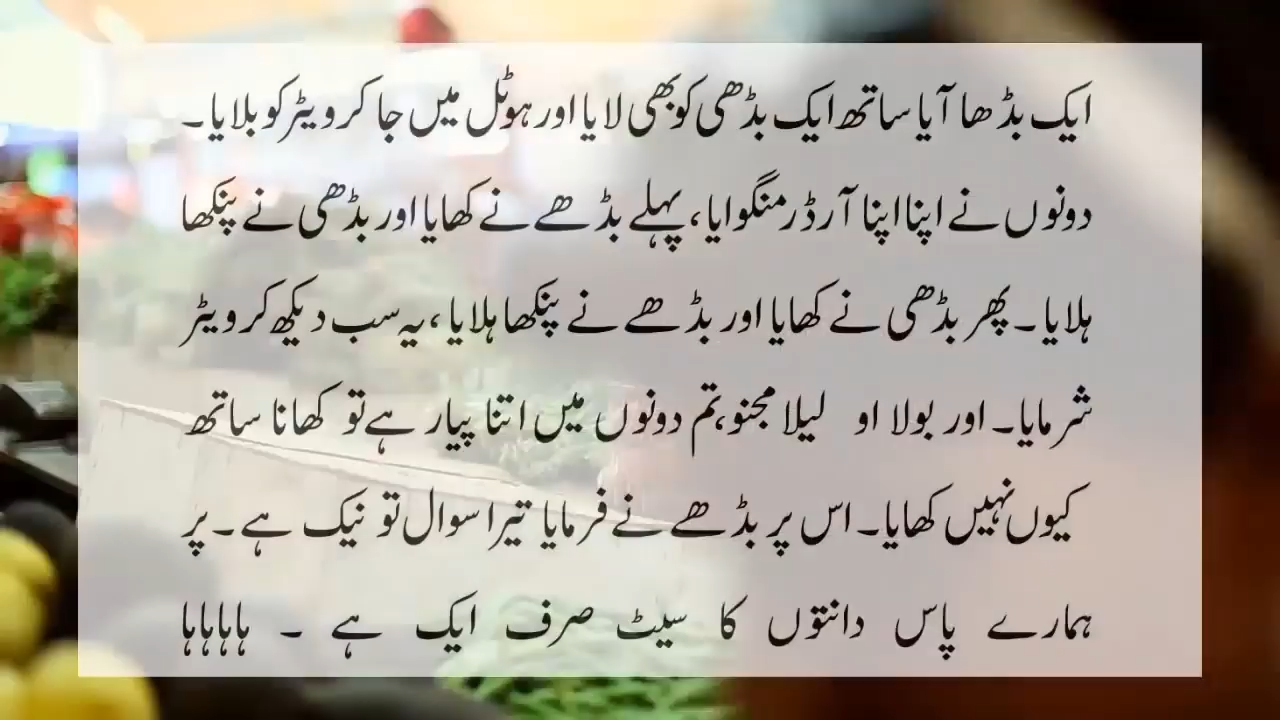 ایک بڈھا آیا ساتھ ایک بڈھی کو بھی لایا اور ہوٹل میں جا کر ویٹر کو بلایا۔
دونوں نے اپنا اپنا آرڈر منگوایا، پہلے بڈھے نے کھایا اور بڈھی نے پنکھا
ہلایا۔ پھر بڈھی نے کھایا اور بڈھے نے پنکھا ہلایا، یہ سب دیکھ کر ویٹر
شرمایا۔ اور بولا او لیلا مجنو، تم دونوں میں اتنا پیار ہے تو کھانا ساتھ
کیوں نہیں کھایا۔ اس پر بڈھے نے فرمایا تیرا سوال تو نیک ہے۔ پر
ہمارے پاس دانتوں کا سیٹ صرف ایک ہے ۔ ہاہاہاہا